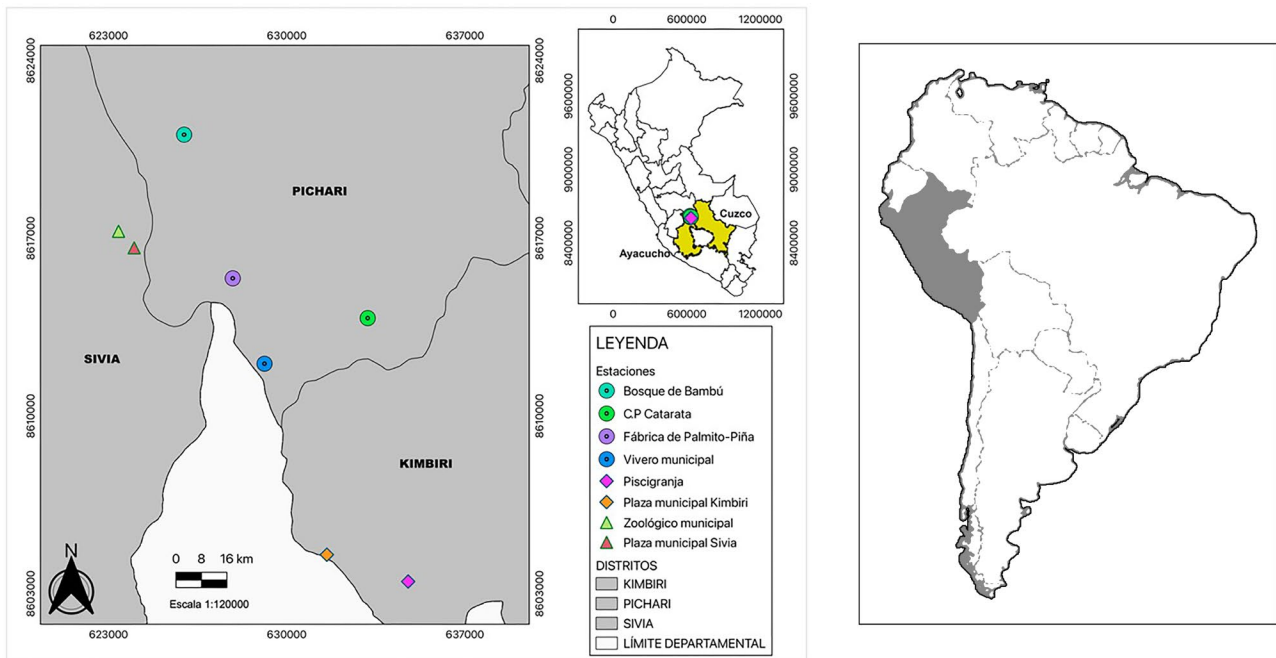 623000 630000 637000
8624000 8624000
8617000 8617000
8610000 8610000
8603000 8603000
PICHARI
SIVIA
KIMBIRI
N
0 8 16 km
Escala 1:120000
623000 630000 637000
0 600000 1200000
9600000 9600000
9000000 9000000
8400000 8400000
Cuzco
Ayacucho
0 600000 1200000
LEYENDA
Estaciones
Bosque de Bambú
C.P Catarata
Fábrica de Palmito-Piña
Vivero municipal
Piscigranja
Plaza municipal Kimbiri
Zoológico municipal
Plaza municipal Sivia
DISTRITOS
KIMBIRI
PICHARI
SIVIA
LÍMITE DEPARTAMENTAL